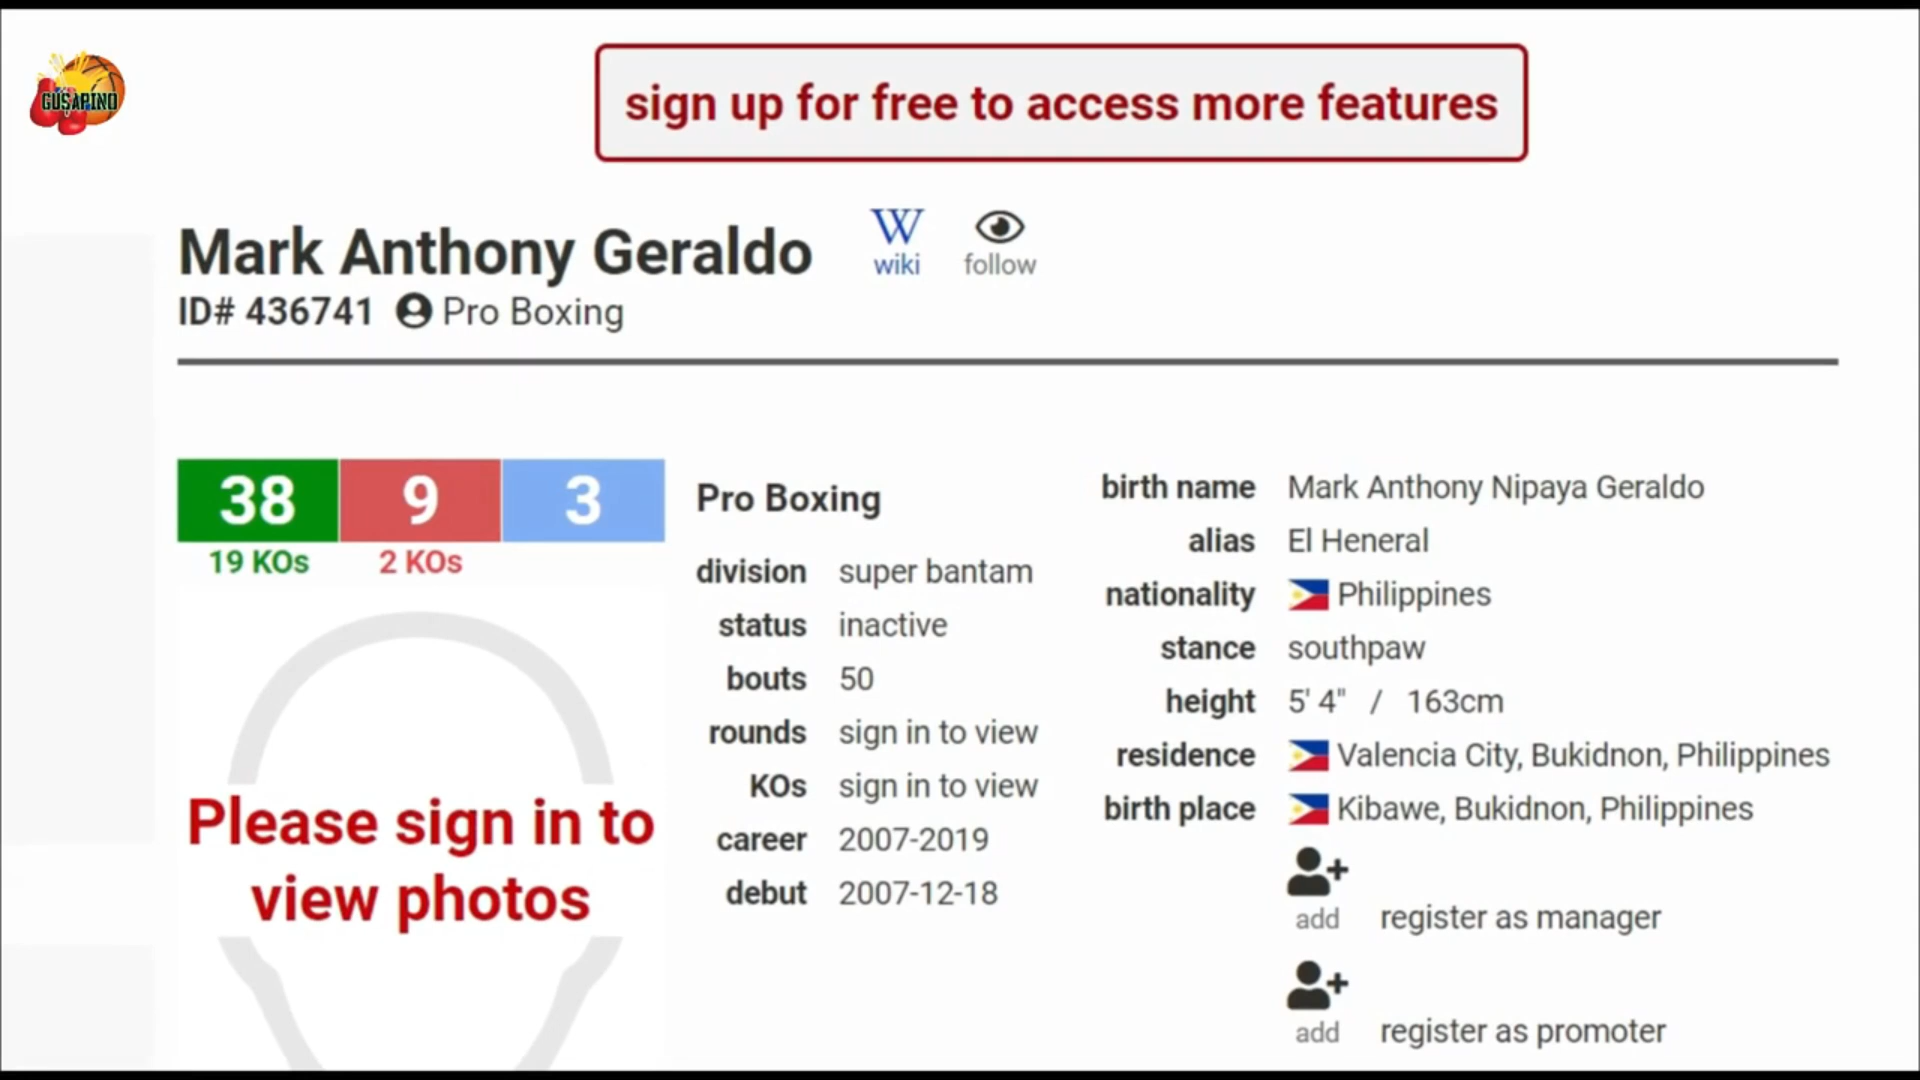 GUSAPINO
sign up for free to access more features
Mark Anthony Geraldo
W
wiki
follow
ID# 436741 Pro Boxing
38 9 3
19 KOs 2 KOs
Please sign in to
view photos
Pro Boxing
division super bantam
status inactive
bouts 50
rounds sign in to view
KOs sign in to view
career 2007-2019
debut 2007-12-18
birth name Mark Anthony Nipaya Geraldo
alias El Heneral
nationality Philippines
stance southpaw
height 5' 4" / 163cm
residence Valencia City, Bukidnon, Philippines
birth place Kibawe, Bukidnon, Philippines
add register as manager
add register as promoter